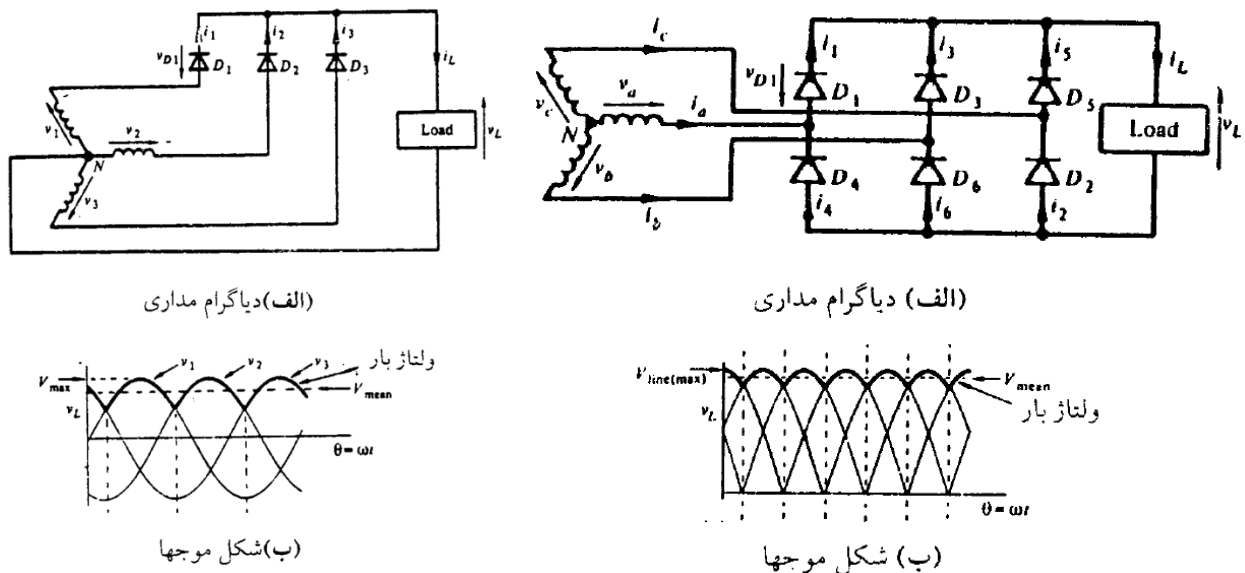 i1 i2 i3
vD1 D1 D2 D3 iL
v1 v2 N v3
Load vL
(الف)دیاگرام مداری
v1 v2 v3 ولتاژ بار
Vmax Vmean
vL
θ = ωt
(ب)شکل موجها
ic i1 i3 i5
vD1 D1 D3 D5 iL
vc va ia N vb
Load vL
D4 D6 D2
ib i4 i6 i2
(الف) دیاگرام مداری
Vline(max) Vmean
ولتاژ بار
vL
θ = ωt
(ب) شکل موجها